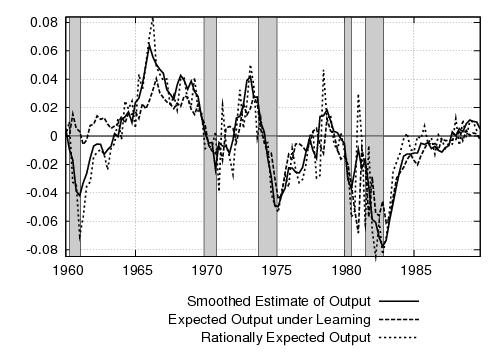 0.08
0.06
0.04
0.02
0
-0.02
-0.04
-0.06
-0.08
1960 1965 1970 1975 1980 1985
Smoothed Estimate of Output
Expected Output under Learning
Rationally Expected Output